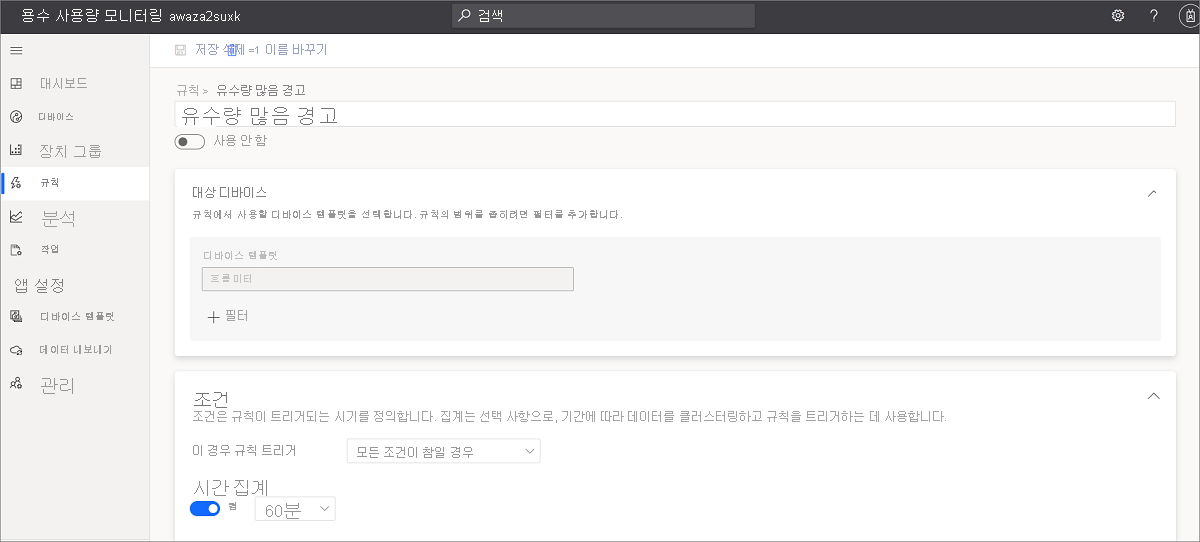 용수 사용량 모니터링 awaza2suxk
검색
?
저장 삭제 =1 이름 바꾸기
대시보드
디바이스
장치 그룹
규칙
분석
작업
앱 설정
디바이스 템플릿
데이터 내보내기
관리
규칙 > 유수량 많음 경고
유수량 많음 경고
사용 안 함
대상 디바이스
규칙에서 사용할 디바이스 템플릿을 선택합니다. 규칙의 범위를 좁히려면 필터를 추가합니다.
디바이스 템플릿
+ 필터
조건
조건은 규칙이 트리거되는 시기를 정의합니다. 집계는 선택 사항으로, 기간에 따라 데이터를 클러스터링하고 규칙을 트리거하는 데 사용합니다.
이 경우 규칙 트리거
모든 조건이 참일 경우
시간 집계
60분